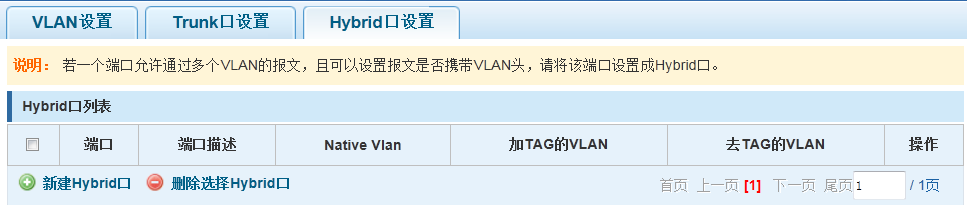 VLAN设置 Trunk口设置 Hybrid口设置
说明： 若一个端口允许通过多个VLAN的报文，且可以设置报文是否携带VLAN头，请将该端口设置成Hybrid口。
Hybrid口列表
端口 端口描述 Native Vlan 加TAG的VLAN 去TAG的VLAN 操作
新建Hybrid口 删除选择Hybrid口 首页 上一页 [1] 下一页 尾页 1 / 1页